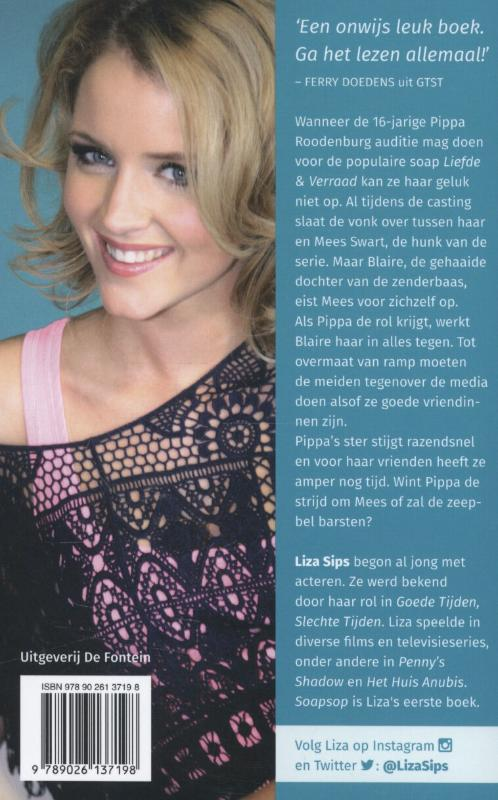 ‘Een onwijs leuk boek.
Ga het lezen allemaal!’
– FERRY DOEDENS uit GTST
Wanneer de 16-jarige Pippa
Roodenburg auditie mag doen
voor de populaire soap Liefde
& Verraad kan ze haar geluk
niet op. Al tijdens de casting
slaat de vonk over tussen haar
en Mees Swart, de hunk van de
serie. Maar Blaire, de gehaaide
dochter van de zenderbaas,
eist Mees voor zichzelf op.
Als Pippa de rol krijgt, werkt
Blaire haar in alles tegen. Tot
overmaat van ramp moeten
de meiden tegenover de media
doen alsof ze goede vriendin-
nen zijn.
Pippa's ster stijgt razendsnel
en voor haar vrienden heeft ze
amper nog tijd. Wint Pippa de
strijd om Mees of zal de zeep-
bel barsten?
Liza Sips begon al jong met
acteren. Ze werd bekend
door haar rol in Goede Tijden,
Slechte Tijden. Liza speelde in
diverse films en televisieseries,
onder andere in Penny's
Shadow en Het Huis Anubis.
Soapsop is Liza's eerste boek.
Volg Liza op Instagram
en Twitter : @LizaSips
Uitgeverij De Fontein
ISBN 978 90 261 3719 8
9 789026 137198